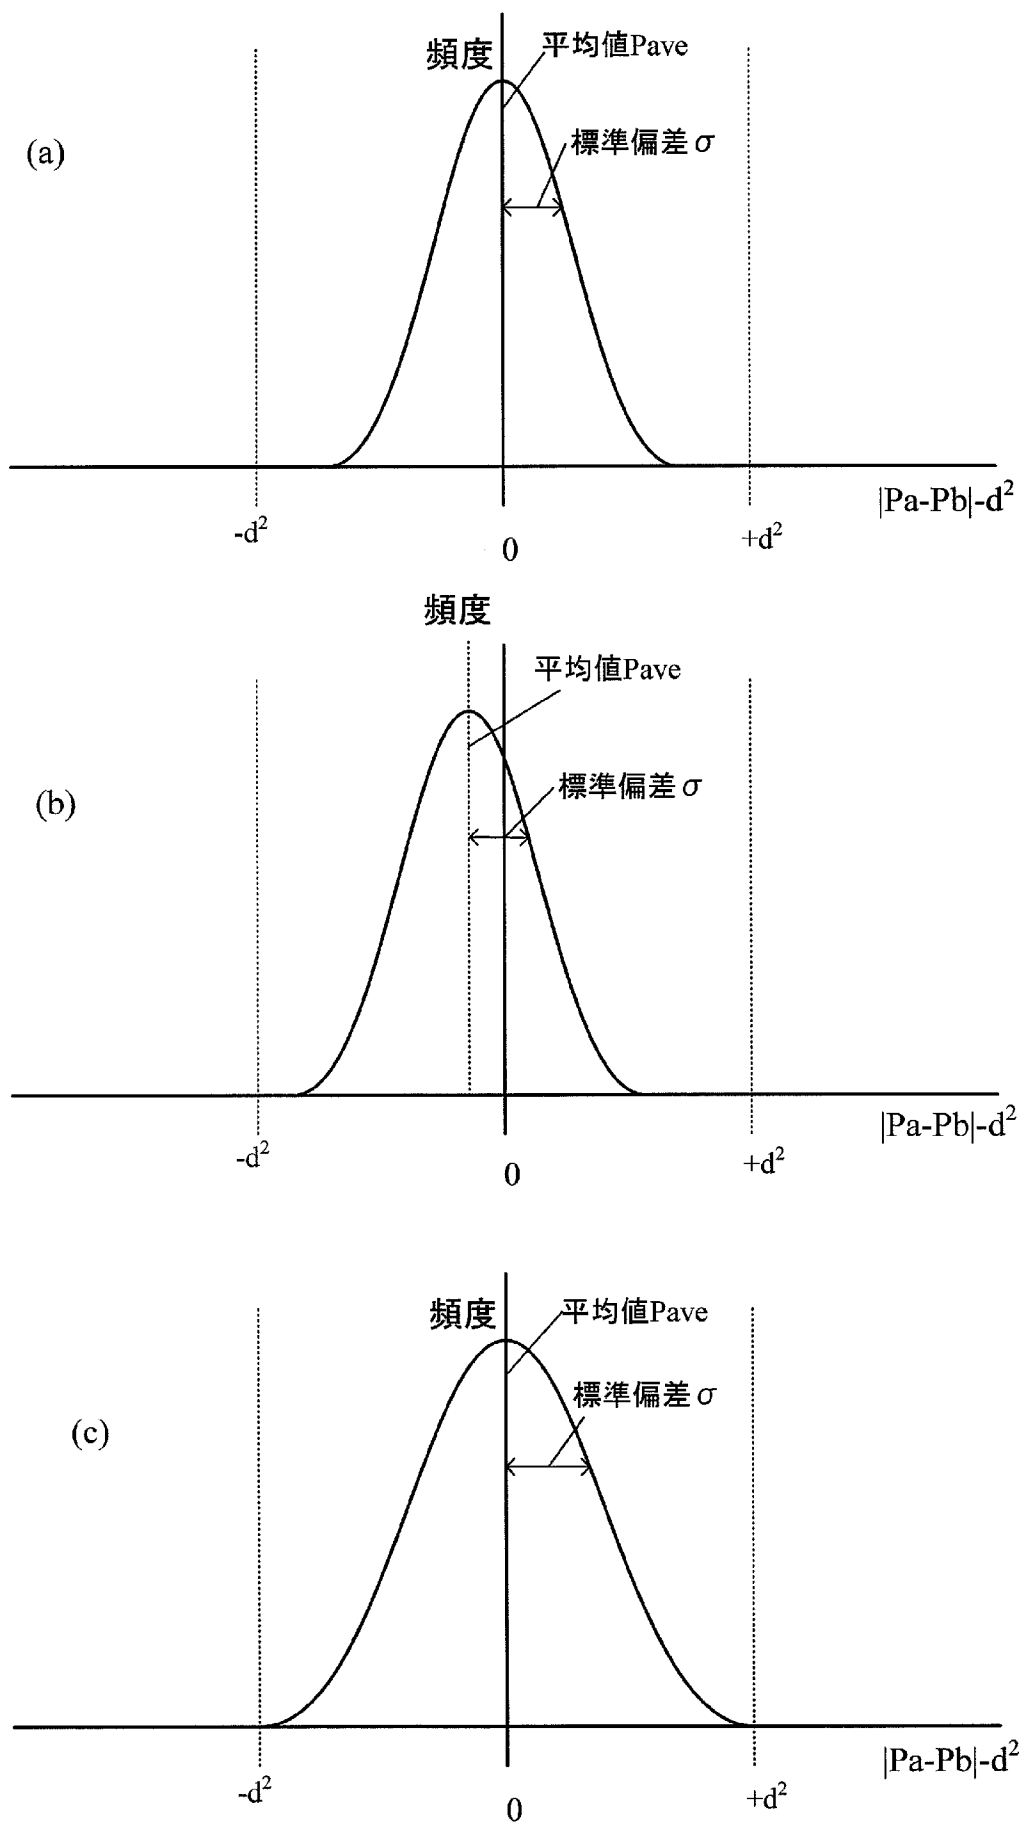 頻度
平均値Pave
(a)
標準偏差σ
|Pa-Pb|-d²
-d²
0
+d²
頻度
平均値Pave
(b)
標準偏差σ
|Pa-Pb|-d²
-d²
0
+d²
頻度
平均値Pave
(c)
標準偏差σ
|Pa-Pb|-d²
-d²
0
+d²